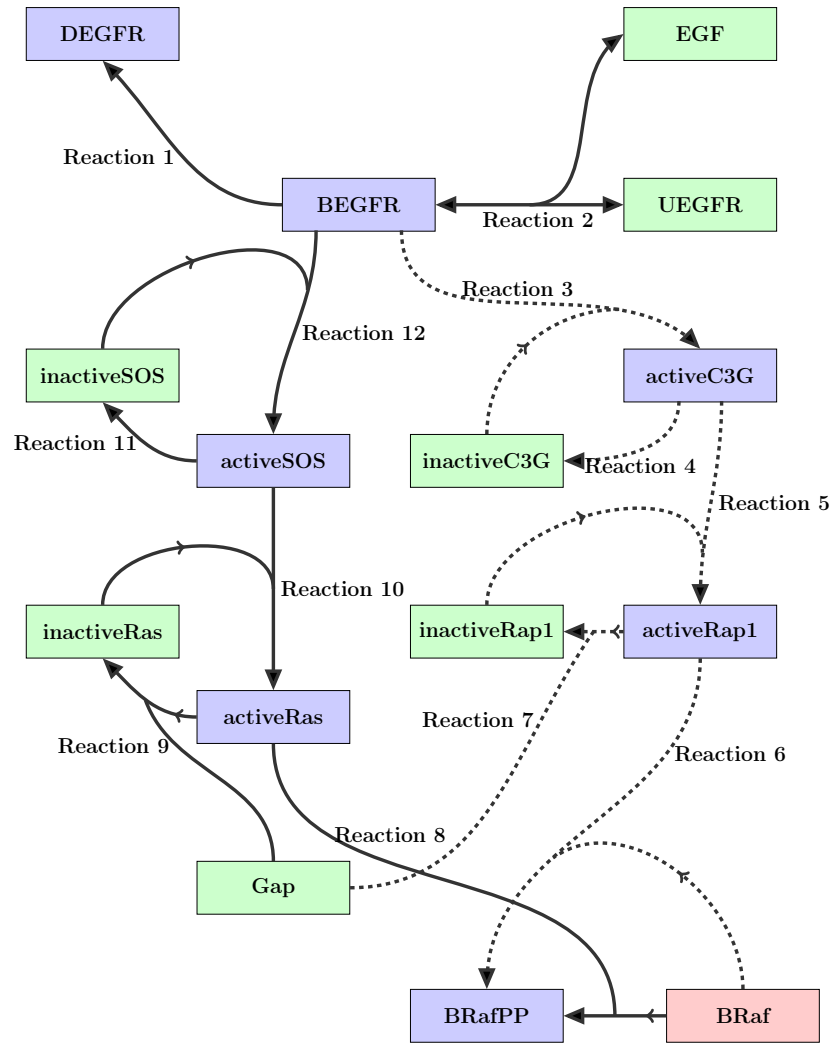 DEGFR
EGF
Reaction 1
BEGFR
UEGFR
Reaction 2
Reaction 3
Reaction 12
inactiveSOS
activeC3G
Reaction 11
activeSOS
inactiveC3G
Reaction 4
Reaction 5
Reaction 10
inactiveRas
inactiveRap1
activeRap1
activeRas
Reaction 7
Reaction 9
Reaction 6
Reaction 8
Gap
BRafPP
BRaf